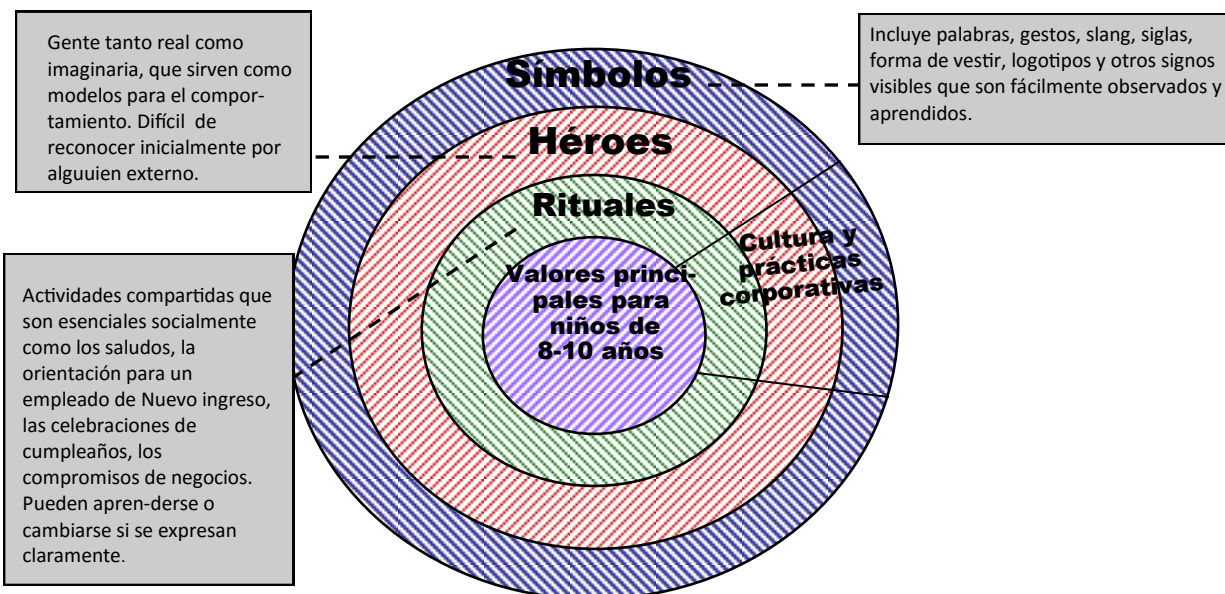 Gente tanto real como
imaginaria, que sirven como
modelos para el compor-
tamiento. Difícil  de
reconocer inicialmente por
alguuien externo.
Incluye palabras, gestos, slang, siglas,
forma de vestir, logotipos y otros signos
visibles que son fácilmente observados y
aprendidos.
Símbolos
Héroes
Rituales
Valores princi-
pales para
niños de
8-10 años
Cultura y
prácticas
corporativas
Actividades compartidas que
son esenciales socialmente
como los saludos, la
orientación para un
empleado de Nuevo ingreso,
las celebraciones de
cumpleaños, los
compromisos de negocios.
Pueden apren-derse o
cambiarse si se expresan
claramente.